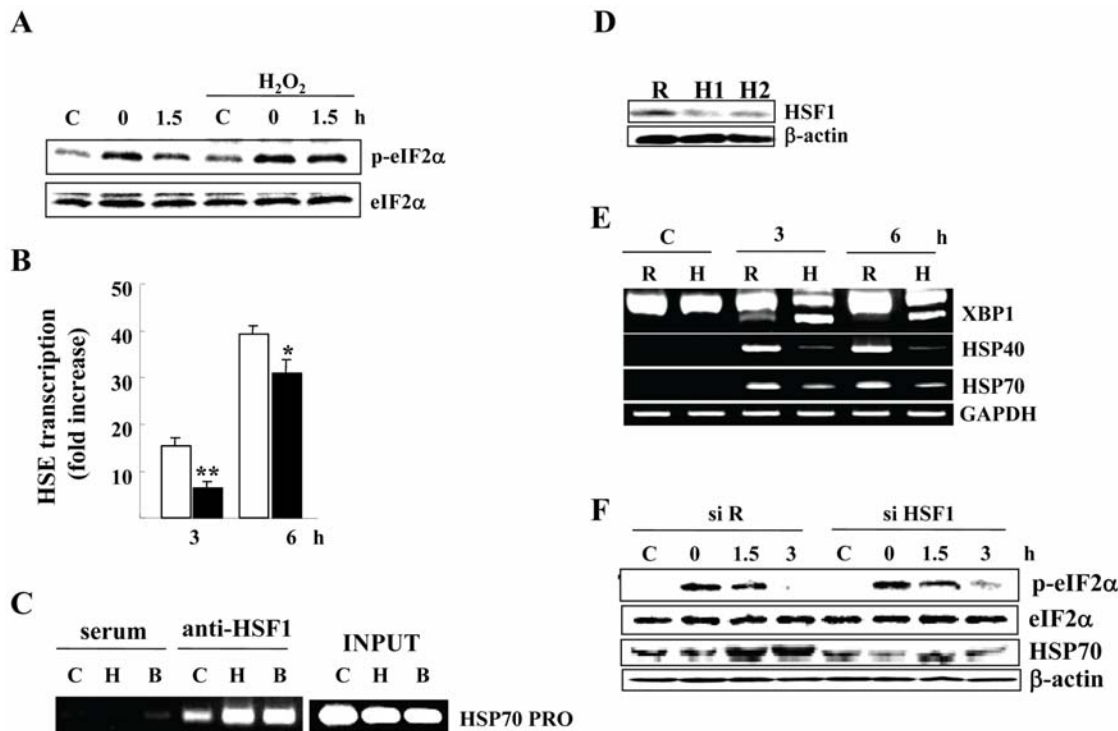 A
H₂O₂
C 0 1.5 C 0 1.5 h
p-eIF2α
eIF2α
B
HSE transcription
(fold increase)
50
40
30
20
10
**
*
3 6 h
C
serum anti-HSF1 INPUT
C H B C H B C H B
HSP70 PRO
D
R H1 H2
HSF1
β-actin
E
C 3 6 h
R H R H R H
XBP1
HSP40
HSP70
GAPDH
F
si R si HSF1
C 0 1.5 3 C 0 1.5 3 h
p-eIF2α
eIF2α
HSP70
β-actin